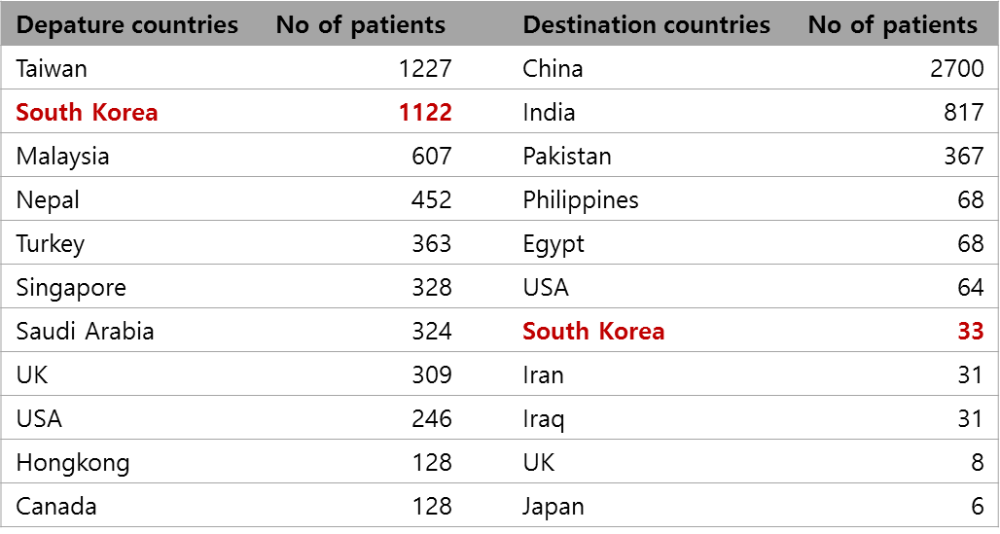 Depature countries No of patients Destination countries No of patients
Taiwan 1227 China 2700
South Korea 1122 India 817
Malaysia 607 Pakistan 367
Nepal 452 Philippines 68
Turkey 363 Egypt 68
Singapore 328 USA 64
Saudi Arabia 324 South Korea 33
UK 309 Iran 31
USA 246 Iraq 31
Hongkong 128 UK 8
Canada 128 Japan 6